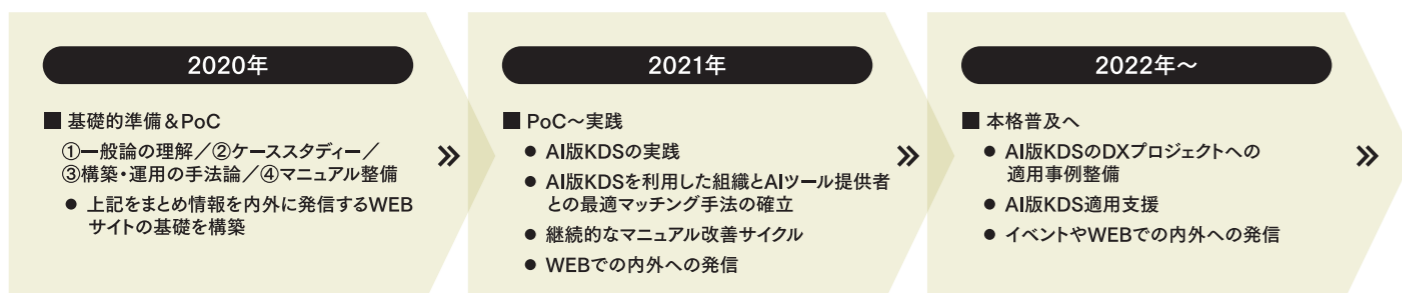 2020年
■ 基礎的準備&PoC
①一般論の理解／②ケーススタディー／
③構築・運用の手法論／④マニュアル整備
● 上記をまとめ情報を内外に発信するWEB
サイトの基礎を構築
2021年
■ PoC〜実践
● AI版KDSの実践
● AI版KDSを利用した組織とAIツール提供者
との最適マッチング手法の確立
● 継続的なマニュアル改善サイクル
● WEBでの内外への発信
2022年〜
■ 本格普及へ
● AI版KDSのDXプロジェクトへの
適用事例整備
● AI版KDS適用支援
● イベントやWEBでの内外への発信